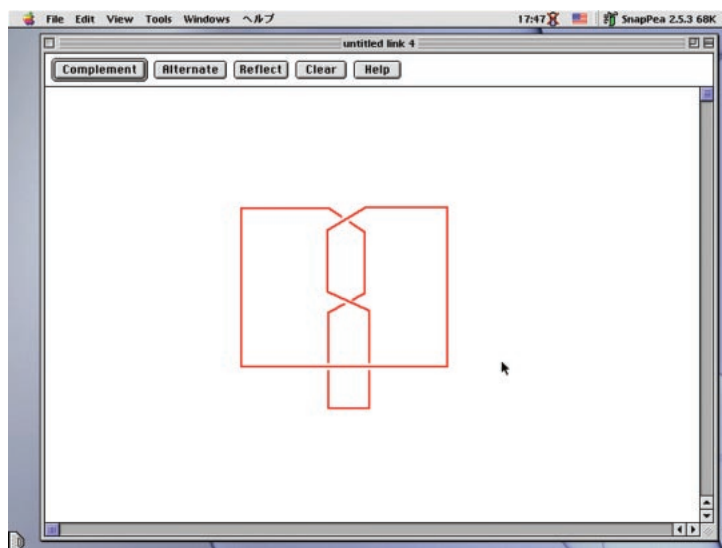 File Edit View Tools Windows ヘルプ 17:47 SnapPea 2.5.3 68K
untitled link 4
Complement Alternate Reflect Clear Help